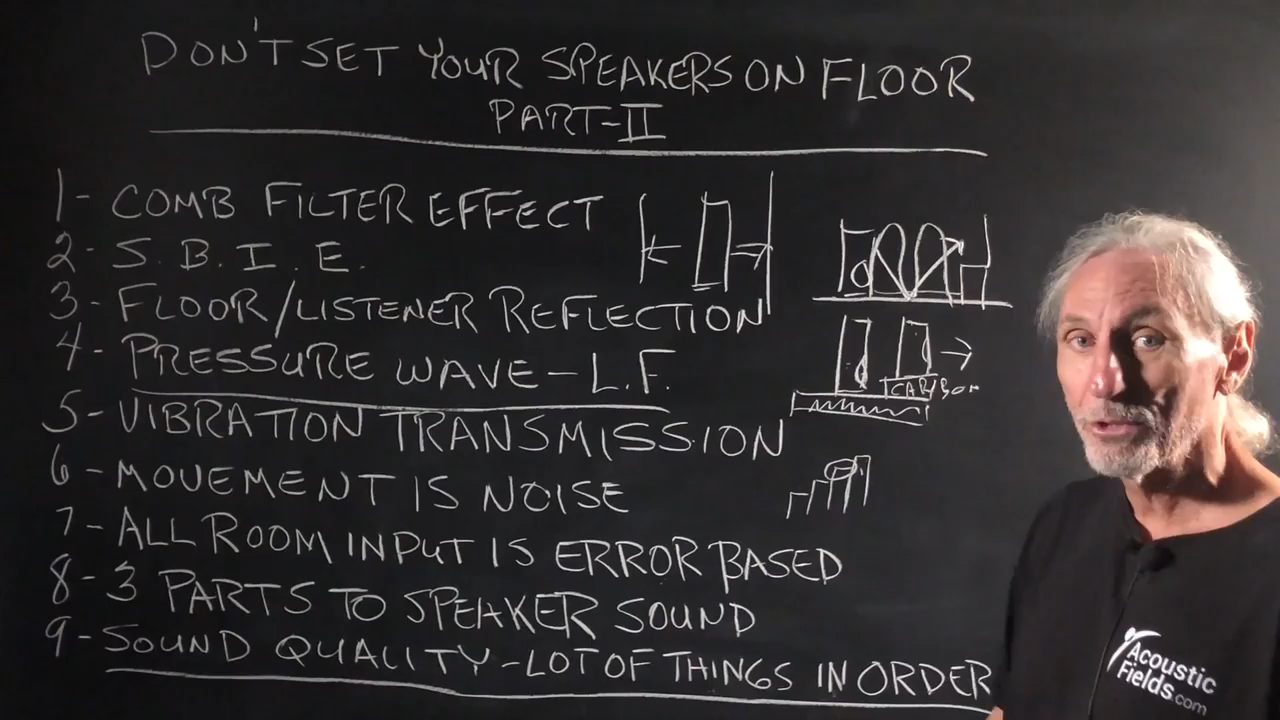 DON'T SET YOUR SPEAKERS ON FLOOR
PART-II
1- COMB FILTER EFFECT
2- S.B.I.E.
3- FLOOR/LISTENER REFLECTION
4- PRESSURE WAVE-L.F.
CARBON
5- VIBRATION TRANSMISSION
6- MOVEMENT IS NOISE
7- ALL ROOM INPUT IS ERROR BASED
8- 3 PARTS TO SPEAKER SOUND
9- SOUND QUALITY-LOT OF THINGS IN ORDER
Acoustic
Fields.com